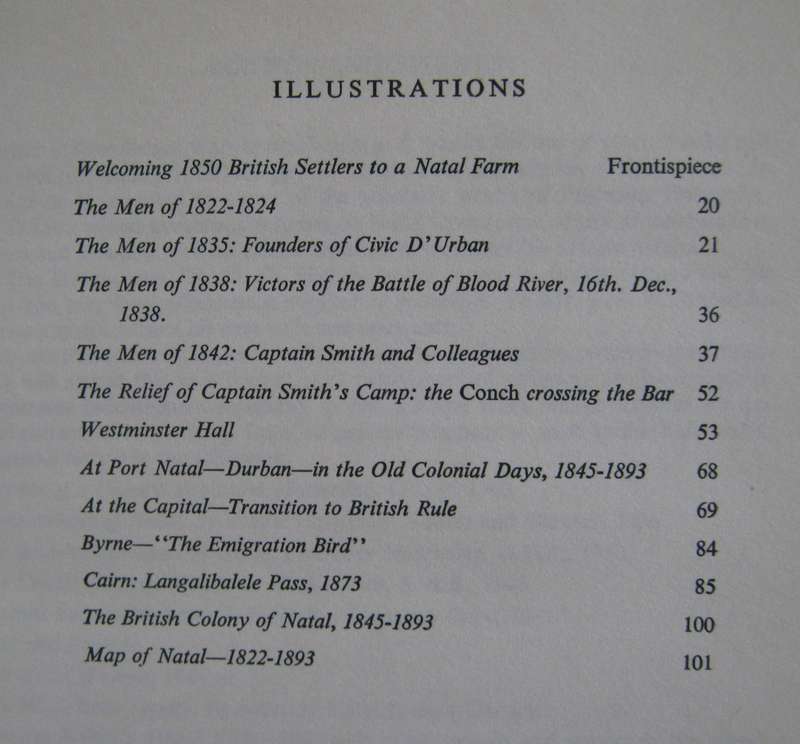 ILLUSTRATIONS
Welcoming 1850 British Settlers to a Natal Farm Frontispiece
The Men of 1822-1824 20
The Men of 1835: Founders of Civic D'Urban 21
The Men of 1838: Victors of the Battle of Blood River, 16th. Dec.,
1838. 36
The Men of 1842: Captain Smith and Colleagues 37
The Relief of Captain Smith's Camp: the Conch crossing the Bar 52
Westminster Hall 53
At Port Natal—Durban—in the Old Colonial Days, 1845-1893 68
At the Capital—Transition to British Rule 69
Byrne—"The Emigration Bird" 84
Cairn: Langalibalele Pass, 1873 85
The British Colony of Natal, 1845-1893 100
Map of Natal—1822-1893 101